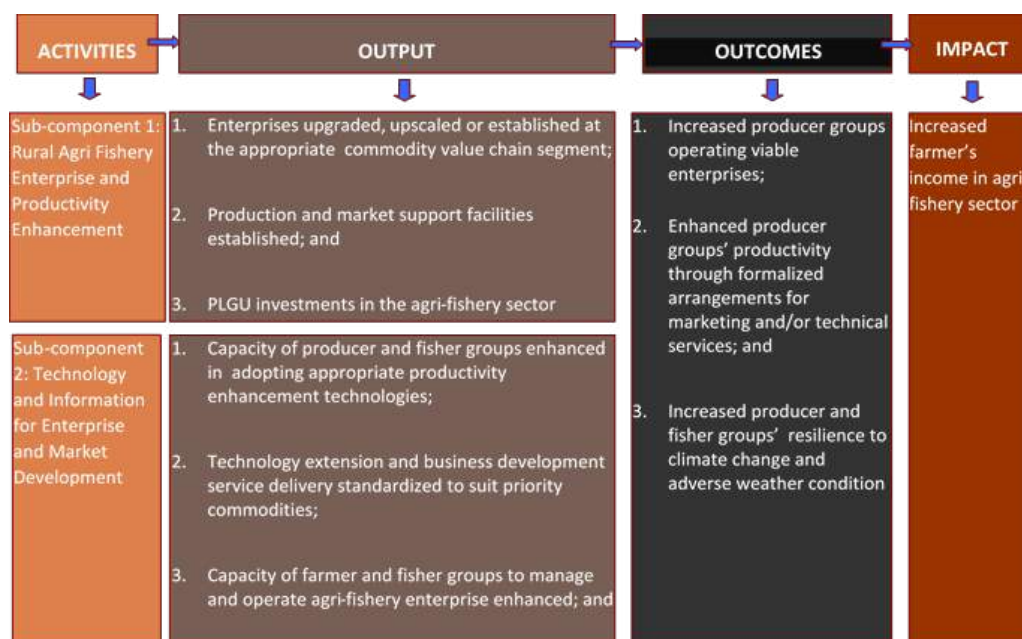 ACTIVITIES
OUTPUT
OUTCOMES
IMPACT
Sub-component 1:
Rural Agri Fishery
Enterprise and
Productivity
Enhancement
1. Enterprises upgraded, upscaled or established at
the appropriate commodity value chain segment;
2. Production and market support facilities
established; and
3. PLGU investments in the agri-fishery sector
Sub-component
2: Technology
and Information
for Enterprise
and Market
Development
1. Capacity of producer and fisher groups enhanced
in adopting appropriate productivity
enhancement technologies;
2. Technology extension and business development
service delivery standardized to suit priority
commodities;
3. Capacity of farmer and fisher groups to manage
and operate agri-fishery enterprise enhanced; and
1. Increased producer groups
operating viable
enterprises;
2. Enhanced producer
groups' productivity
through formalized
arrangements for
marketing and/or technical
services; and
3. Increased producer and
fisher groups' resilience to
climate change and
adverse weather condition
Increased
farmer's
income in agri
fishery sector